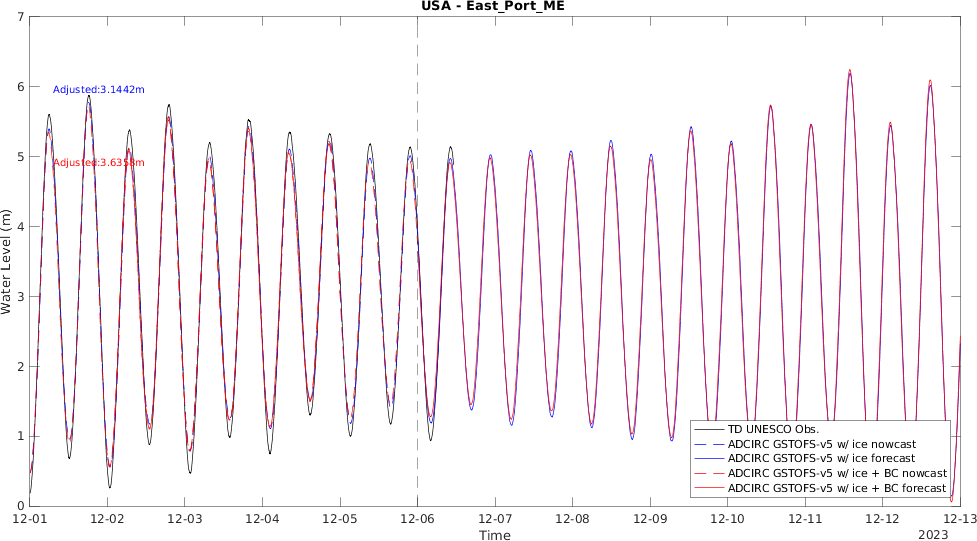 USA - East_Port_ME
7
6
5
4
3
2
1
0
Water Level (m)
Adjusted:3.1442m
Adjusted:3.6358m
TD UNESCO Obs.
ADCIRC GSTOFS-v5 w/ ice nowcast
ADCIRC GSTOFS-v5 w/ ice forecast
ADCIRC GSTOFS-v5 w/ ice + BC nowcast
ADCIRC GSTOFS-v5 w/ ice + BC forecast
12-01 12-02 12-03 12-04 12-05 12-06 12-07 12-08 12-09 12-10 12-11 12-12 12-13
Time
2023